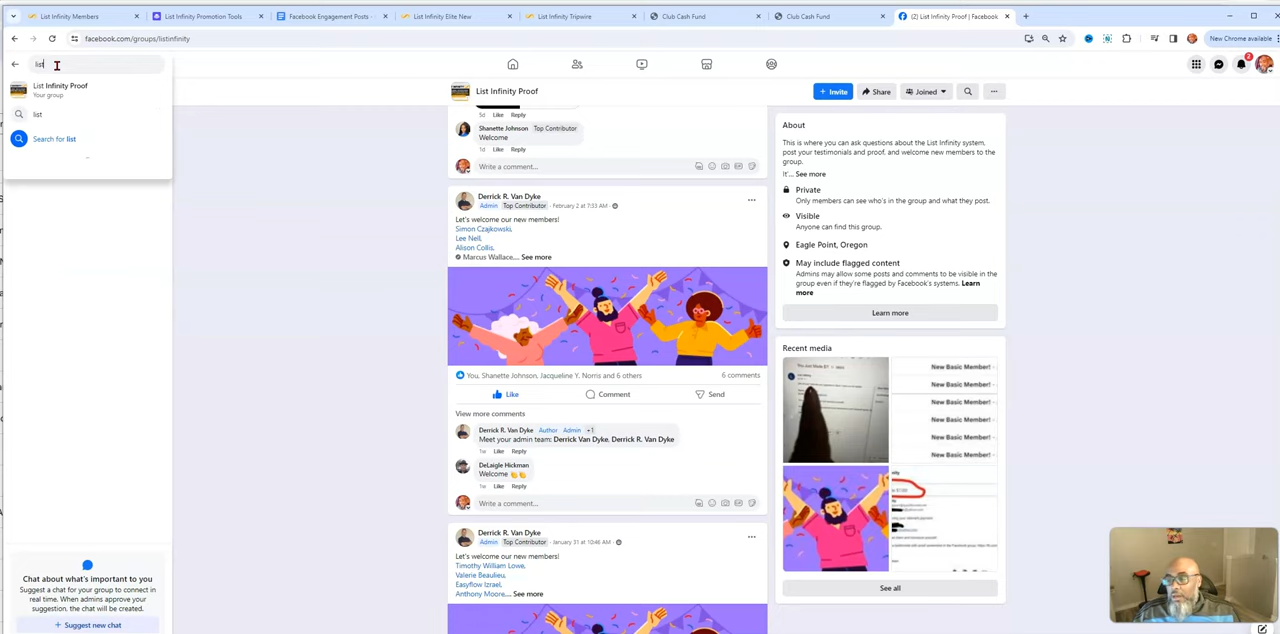 List Infinity Members
List Infinity Promotion Tools
Facebook Engagement Posts -
List Infinity Elite New
List Infinity Tripwire
Club Cash Fund
Club Cash Fund
(2) List Infinity Proof | Facebook
facebook.com/groups/listinfinity
New Chrome available
list
List Infinity Proof
Your group
list
Search for list
List Infinity Proof
+ Invite
Share
Joined
2
5d Like Reply
Shanette Johnson Top Contributor
Welcome
1d Like Reply
Write a comment...
Derrick R. Van Dyke
Admin Top Contributor · February 2 at 7:33 AM ·
Let's welcome our new members!
Simon Czajkowski,
Lee Neil,
Alison Collis,
Marcus Wallace,... See more
You, Shanette Johnson, Jacqueline Y. Norris and 6 others
6 comments
Like
Comment
Send
View more comments
Derrick R. Van Dyke Author Admin +1
Meet your admin team: Derrick Van Dyke, Derrick R. Van Dyke
1w Like Reply
DeLaigle Hickman
Welcome 👏👏
1w Like Reply
Write a comment...
Derrick R. Van Dyke
Admin Top Contributor · January 31 at 10:46 AM ·
Let's welcome our new members!
Timothy William Lowe,
Valerie Beaulieu,
Easyflow Izrael,
Anthony Moore,... See more
About
This is where you can ask questions about the List Infinity system,
post your testimonials and proof, and welcome new members to the
group.
It'... See more
Private
Only members can see who's in the group and what they post.
Visible
Anyone can find this group.
Eagle Point, Oregon
May include flagged content
Admins may allow some posts and comments to be visible in the
group even if they're flagged by Facebook's systems. Learn
more
Learn more
Recent media
New Basic Member! -
New Basic Member! -
New Basic Member! -
New Basic Member! -
New Basic Member! -
New Basic Member! -
See all
Chat about what's important to you
Suggest a chat for your group to connect in
real time. When admins approve your
suggestion, the chat will be created.
+ Suggest new chat